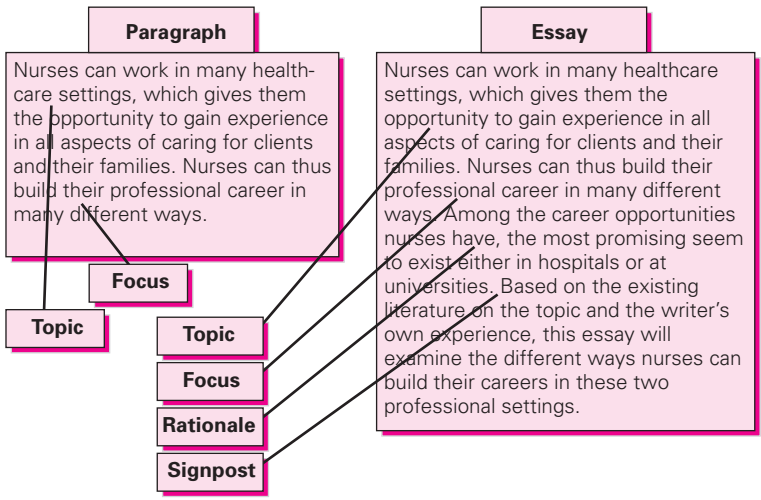 Paragraph
Nurses can work in many health-
care settings, which gives them
the opportunity to gain experience
in all aspects of caring for clients
and their families. Nurses can thus
build their professional career in
many different ways.
Focus
Topic
Essay
Nurses can work in many healthcare
settings, which gives them the
opportunity to gain experience in all
aspects of caring for clients and their
families. Nurses can thus build their
professional career in many different
ways. Among the career opportunities
nurses have, the most promising seem
to exist either in hospitals or at
universities. Based on the existing
literature on the topic and the writer's
own experience, this essay will
examine the different ways nurses can
build their careers in these two
professional settings.
Topic
Focus
Rationale
Signpost